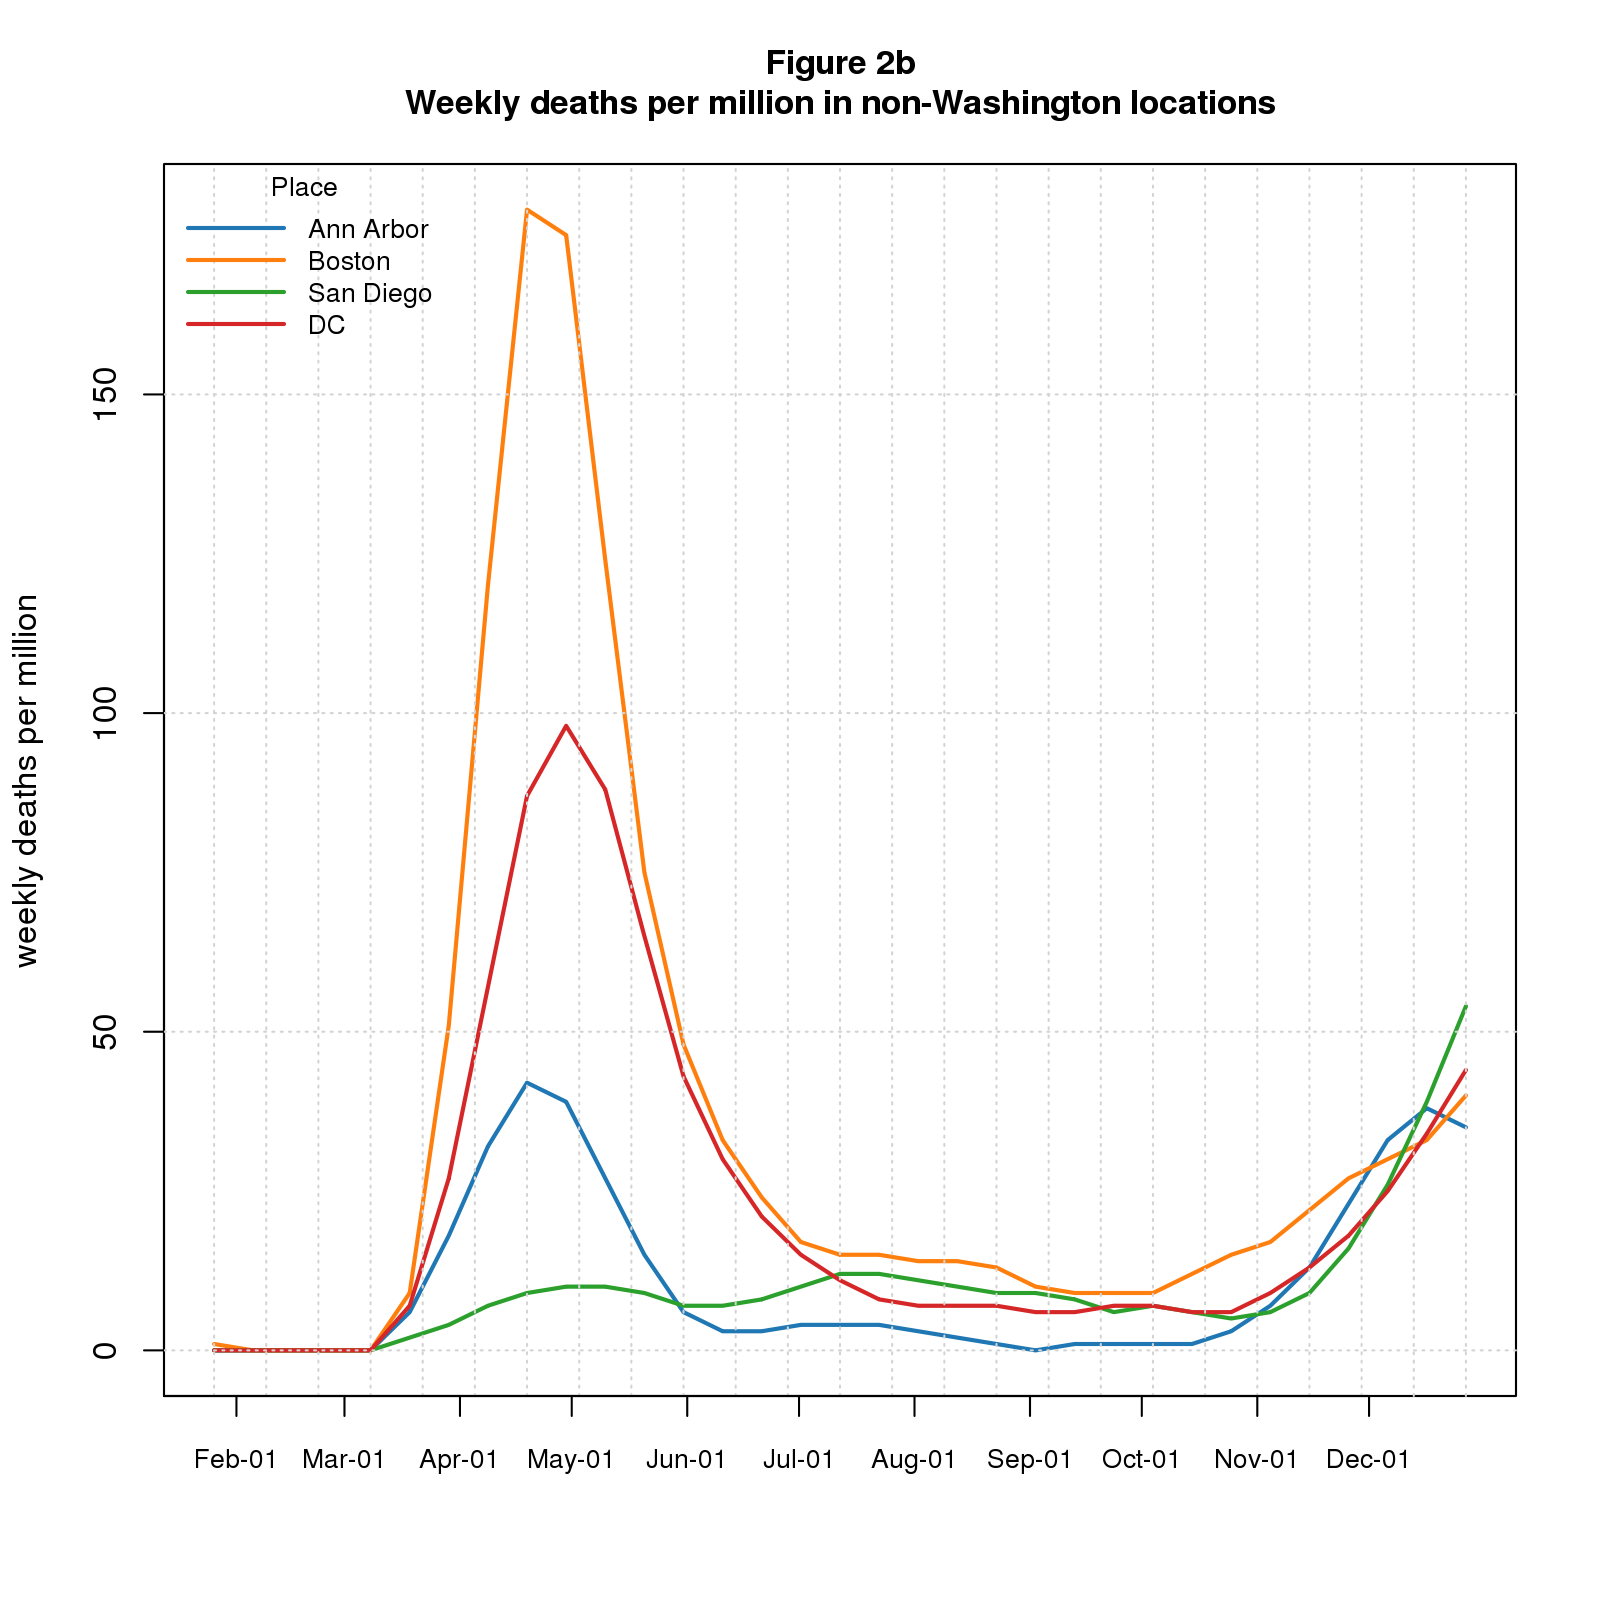 Figure 2b
Weekly deaths per million in non-Washington locations
Place
Ann Arbor
Boston
San Diego
DC
weekly deaths per million
150
100
50
0
Feb-01 Mar-01 Apr-01 May-01 Jun-01 Jul-01 Aug-01 Sep-01 Oct-01 Nov-01 Dec-01